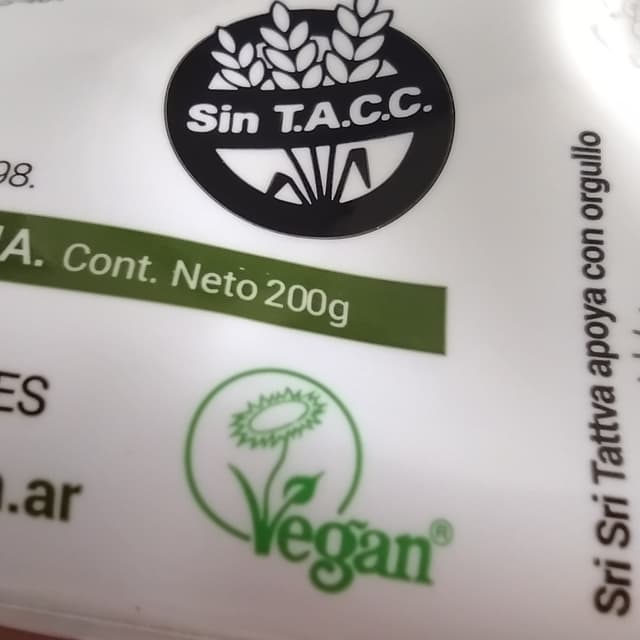 Sin T.A.C.C.
98.
A. Cont. Neto 200g
ES
.ar
Vegan®
Sri Sri Tattva apoya con orgullo